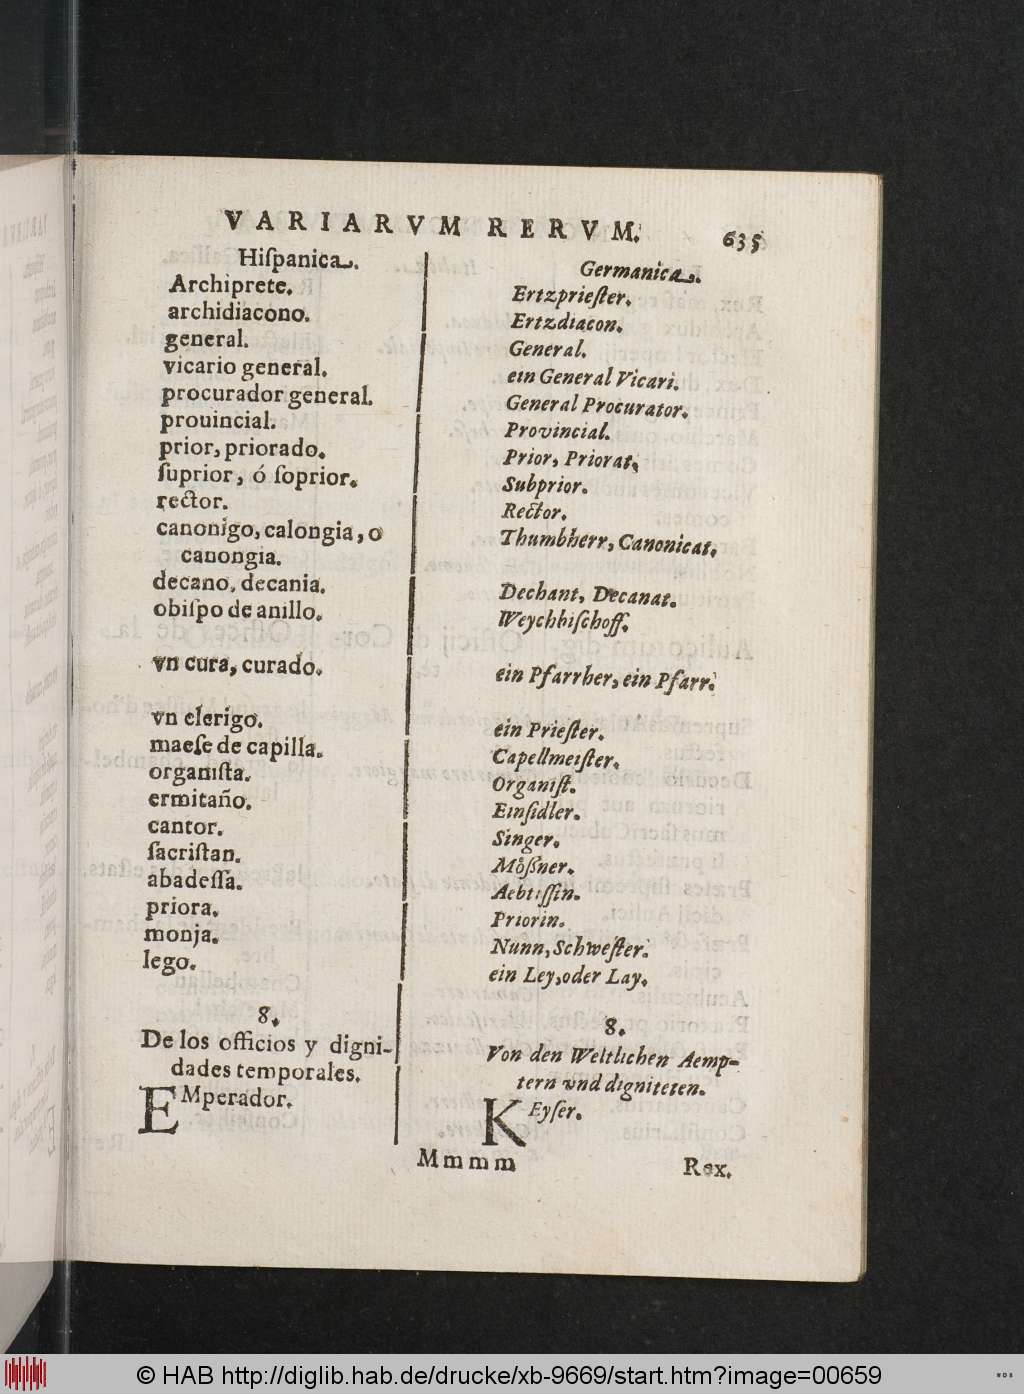 VARIARVM RERVM. 635
Hiſpanica.
Archiprete.
archidiacono.
general.
vicario general.
procurador general.
prouincial.
prior, priorado.
ſuprior, ó ſoprior.
rector.
canonigo, calongia, o
canongia.
decano, decania.
obiſpo de anillo.
vn cura, curado.
vn clerigo.
maeſe de capilla.
organiſta.
ermitaño.
cantor.
ſacriſtan.
abadeſſa.
priora.
monja.
lego.
8.
De los officios y digni-
dades temporales.
EMperador.
Germanica.
Ertzprieſter.
Ertzdiacon.
General.
ein General Vicari.
General Procurator.
Provincial.
Prior, Priorat.
Subprior.
Rector.
Thumbherr, Canonicat.
Dechant, Decanat.
Weychbiſchoff.
ein Pfarrher, ein Pfarr.
ein Prieſter.
Capellmeiſter.
Organiſt.
Einſidler.
Singer.
Moͤßner.
Aebtiſſin.
Priorin.
Nunn, Schweſter.
ein Ley, oder Lay.
8.
Von den Weltlichen Aemp-
tern vnd digniteten.
KEyſer.
Mmmm Rex.
© HAB http://diglib.hab.de/drucke/xb-9669/start.htm?image=00659